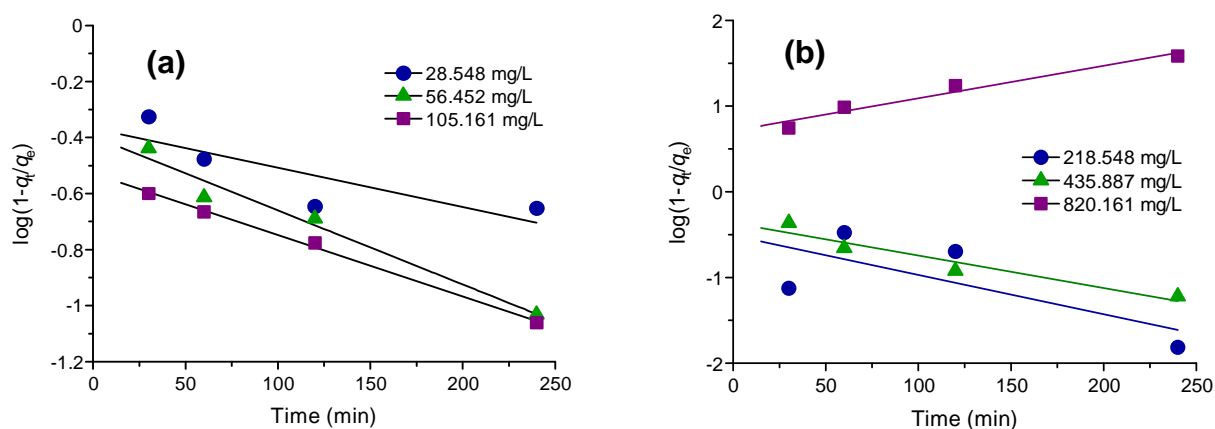 (a)
28.548 mg/L
56.452 mg/L
105.161 mg/L
0
-0.2
-0.4
-0.6
-0.8
-1
-1.2
log(1-qt/qe)
0 50 100 150 200 250
Time (min)
(b)
218.548 mg/L
435.887 mg/L
820.161 mg/L
2
1
0
-1
-2
log(1-qt/qe)
0 50 100 150 200 250
Time (min)